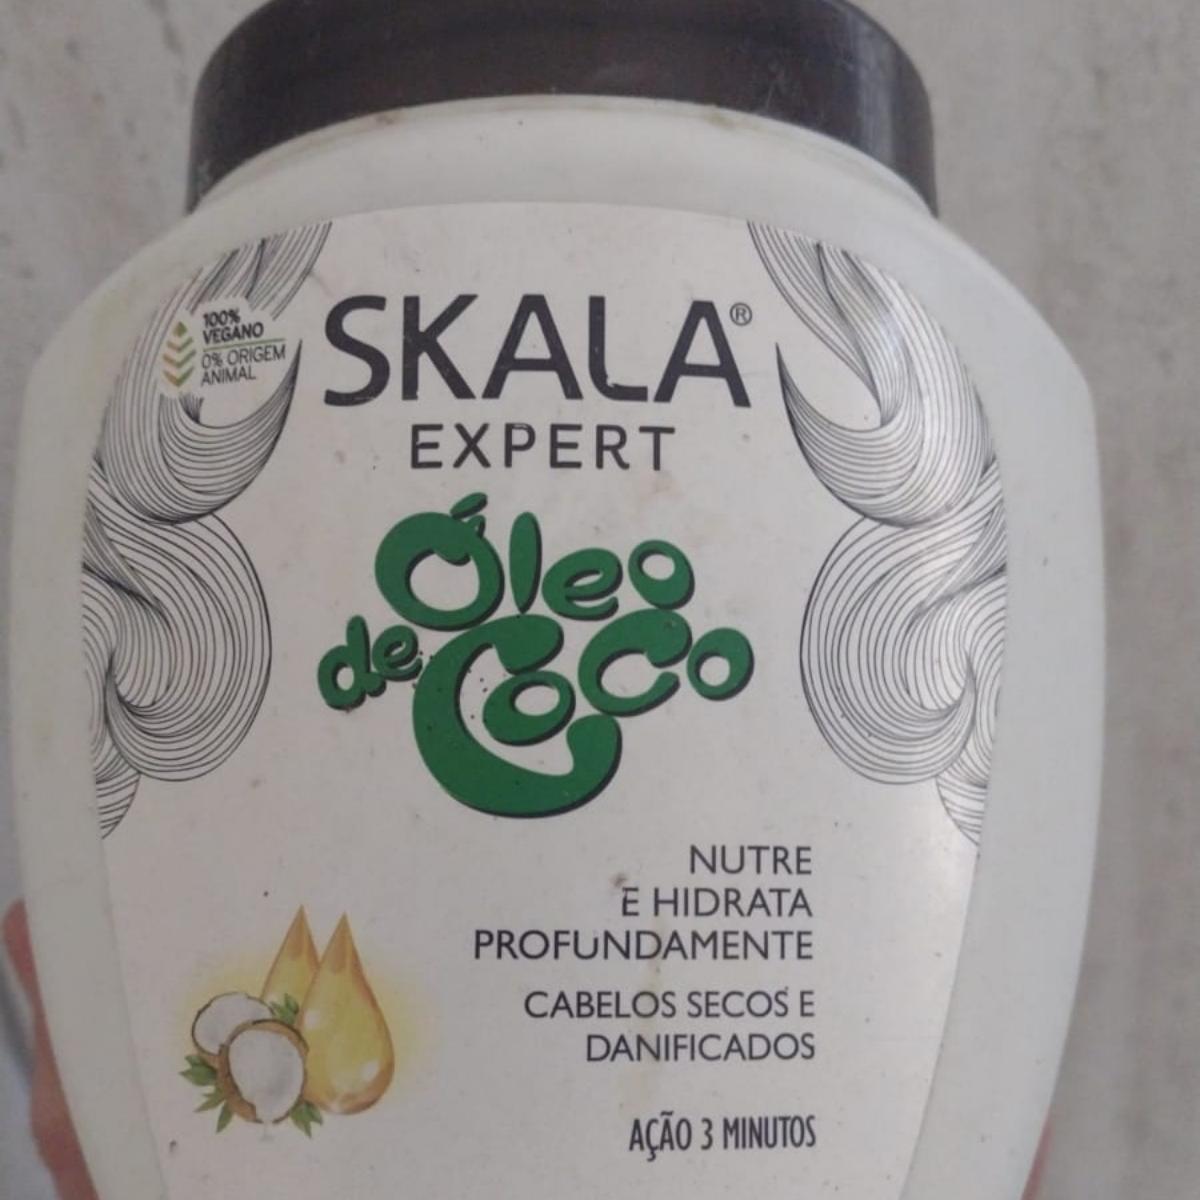 100%
VEGANO
0% ORIGEM
ANIMAL
SKALA®
EXPERT
Óleo
de Coco
NUTRE
E HIDRATA
PROFUNDAMENTE
CABELOS SECOS E
DANIFICADOS
AÇÃO 3 MINUTOS